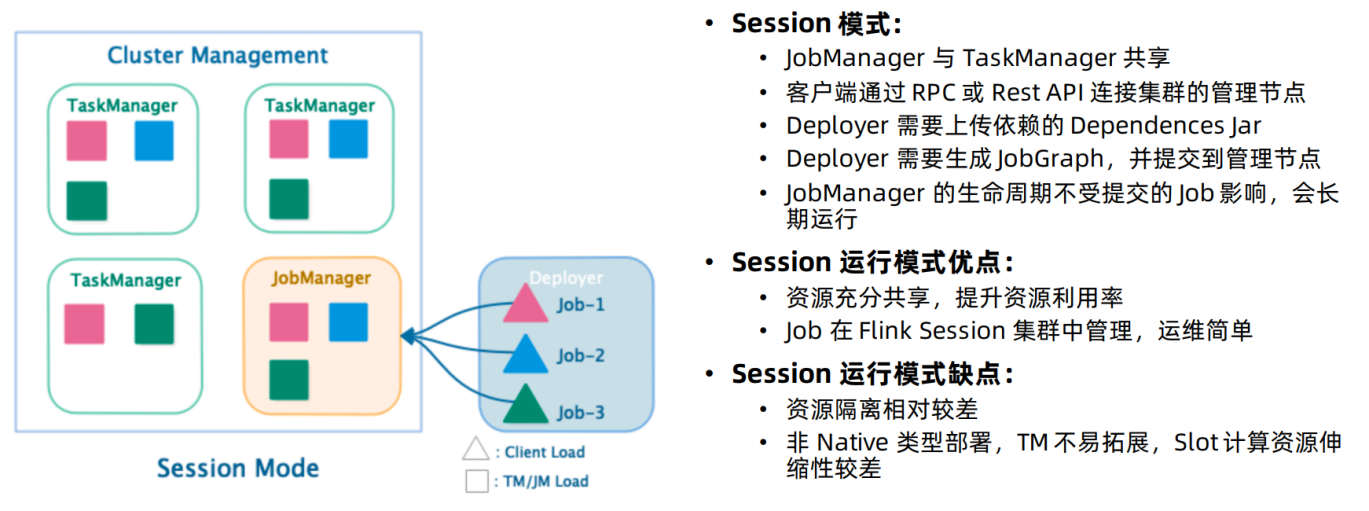 Cluster Management
TaskManager
TaskManager
TaskManager
JobManager
Deployer
Job-1
Job-2
Job-3
: Client Load
: TM/JM Load
Session Mode
• Session 模式：
• JobManager 与 TaskManager 共享
• 客户端通过 RPC 或 Rest API 连接集群的管理节点
• Deployer 需要上传依赖的 Dependences Jar
• Deployer 需要生成 JobGraph，并提交到管理节点
• JobManager 的生命周期不受提交的 Job 影响，会长
期运行
• Session 运行模式优点：
• 资源充分共享，提升资源利用率
• Job 在 Flink Session 集群中管理，运维简单
• Session 运行模式缺点：
• 资源隔离相对较差
• 非 Native 类型部署，TM 不易拓展，Slot 计算资源伸
缩性较差